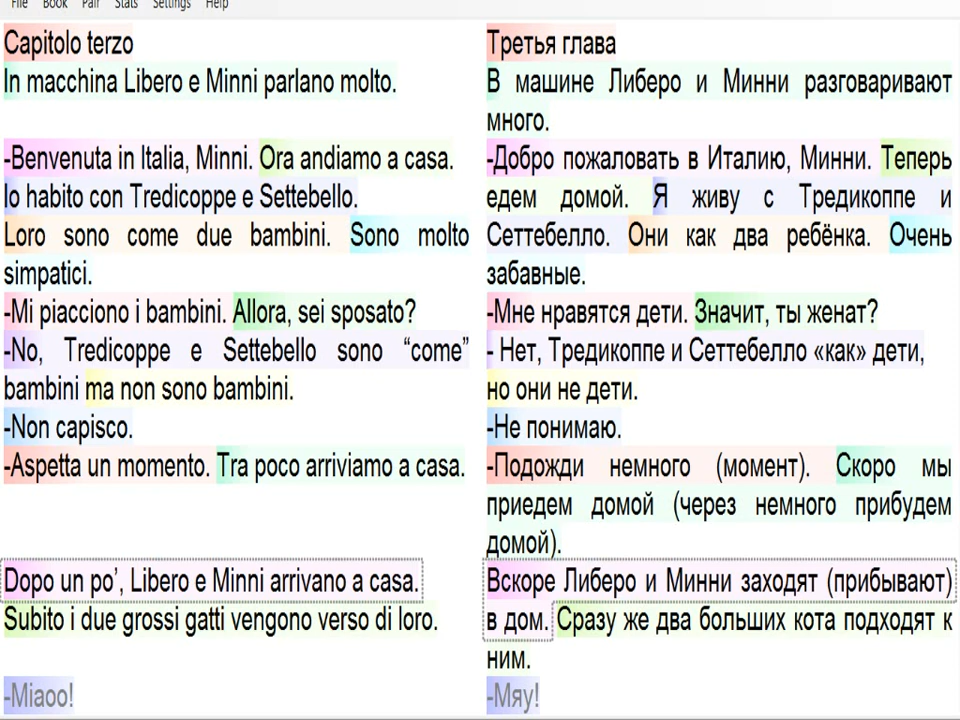 File Book Pair Stats Settings Help
Capitolo terzo
In macchina Libero e Minni parlano molto.
-Benvenuta in Italia, Minni. Ora andiamo a casa.
Io habito con Tredicoppe e Settebello.
Loro sono come due bambini. Sono molto
simpatici.
-Mi piacciono i bambini. Allora, sei sposato?
-No, Tredicoppe e Settebello sono “come”
bambini ma non sono bambini.
-Non capisco.
-Aspetta un momento. Tra poco arriviamo a casa.
Dopo un po’, Libero e Minni arrivano a casa.
Subito i due grossi gatti vengono verso di loro.
-Miaoo!
Третья глава
В машине Либеро и Минни разговаривают
много.
-Добро пожаловать в Италию, Минни. Теперь
едем домой. Я живу с Тредикоппе и
Сеттебелло. Они как два ребёнка. Очень
забавные.
-Мне нравятся дети. Значит, ты женат?
- Нет, Тредикоппе и Сеттебелло «как» дети,
но они не дети.
-Не понимаю.
-Подожди немного (момент). Скоро мы
приедем домой (через немного прибудем
домой).
Вскоре Либеро и Минни заходят (прибывают)
в дом. Сразу же два больших кота подходят к
ним.
-Мяу!